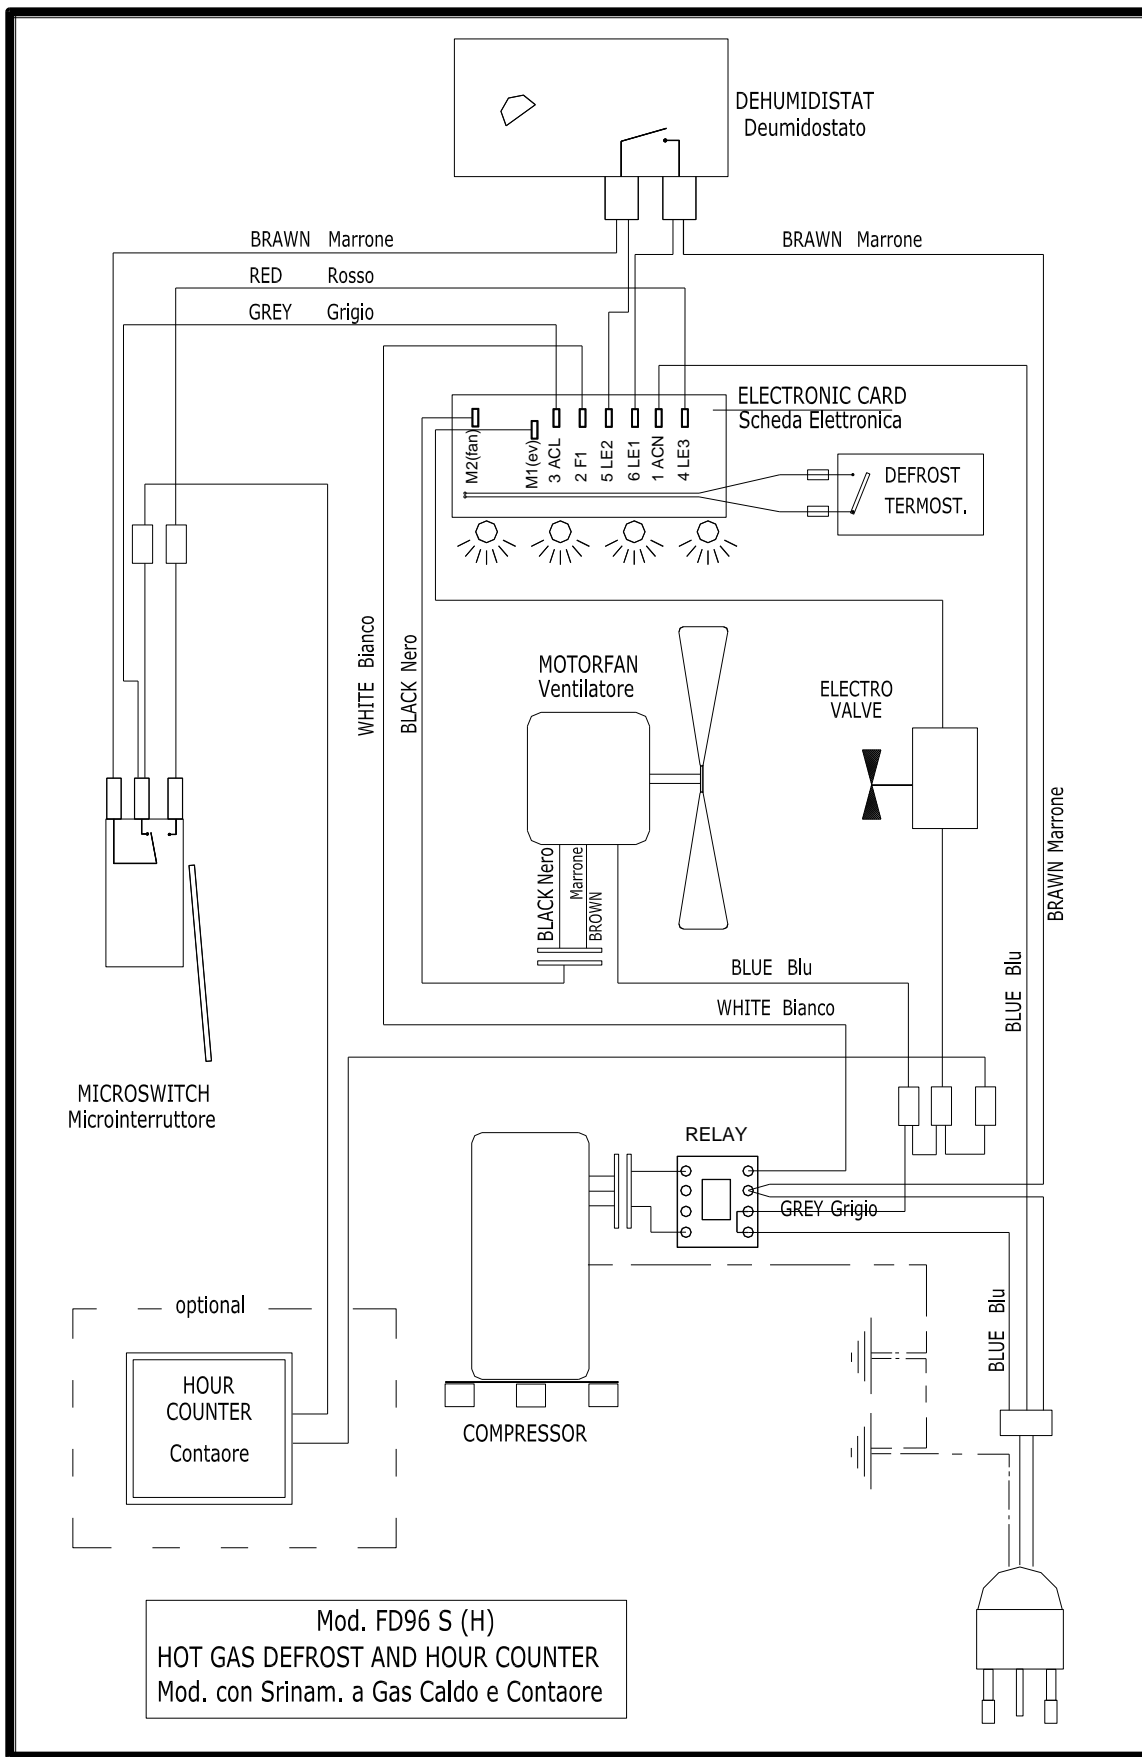 DEHUMIDISTAT
Deumidostato
BRAWN Marrone
BRAWN Marrone
RED Rosso
GREY Grigio
ELECTRONIC CARD
Scheda Elettronica
M2(fan)
M1(ev)
3 ACL
2 F1
5 LE2
6 LE1
1 ACN
4 LE3
DEFROST
TERMOST.
WHITE Bianco
BLACK Nero
MOTORFAN
Ventilatore
ELECTRO
VALVE
BLACK Nero
Marrone
BROWN
BRAWN Marrone
BLUE Blu
BLUE Blu
WHITE Bianco
MICROSWITCH
Microinterruttore
RELAY
GREY Grigio
BLUE Blu
optional
HOUR
COUNTER
Contaore
COMPRESSOR
Mod. FD96 S (H)
HOT GAS DEFROST AND HOUR COUNTER
Mod. con Srinam. a Gas Caldo e Contaore